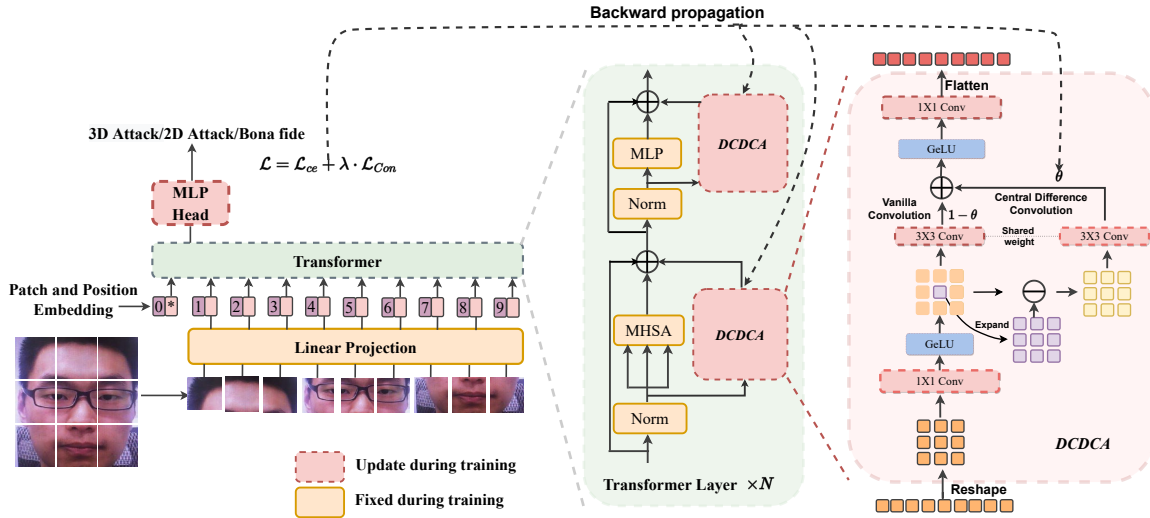 Backward propagation
3D Attack/2D Attack/Bona fide
ℒ = ℒce + λ · ℒCon
MLP
Head
Transformer
Patch and Position
Embedding
0 * 1 2 3 4 5 6 7 8 9
Linear Projection
Update during training
Fixed during training
DCDCA
MLP
Norm
MHSA
DCDCA
Norm
Transformer Layer ×N
Flatten
1X1 Conv
GeLU
θ
Vanilla
Convolution
1 − θ
Central Difference
Convolution
3X3 Conv
Shared
weight
3X3 Conv
Expand
GeLU
1X1 Conv
DCDCA
Reshape